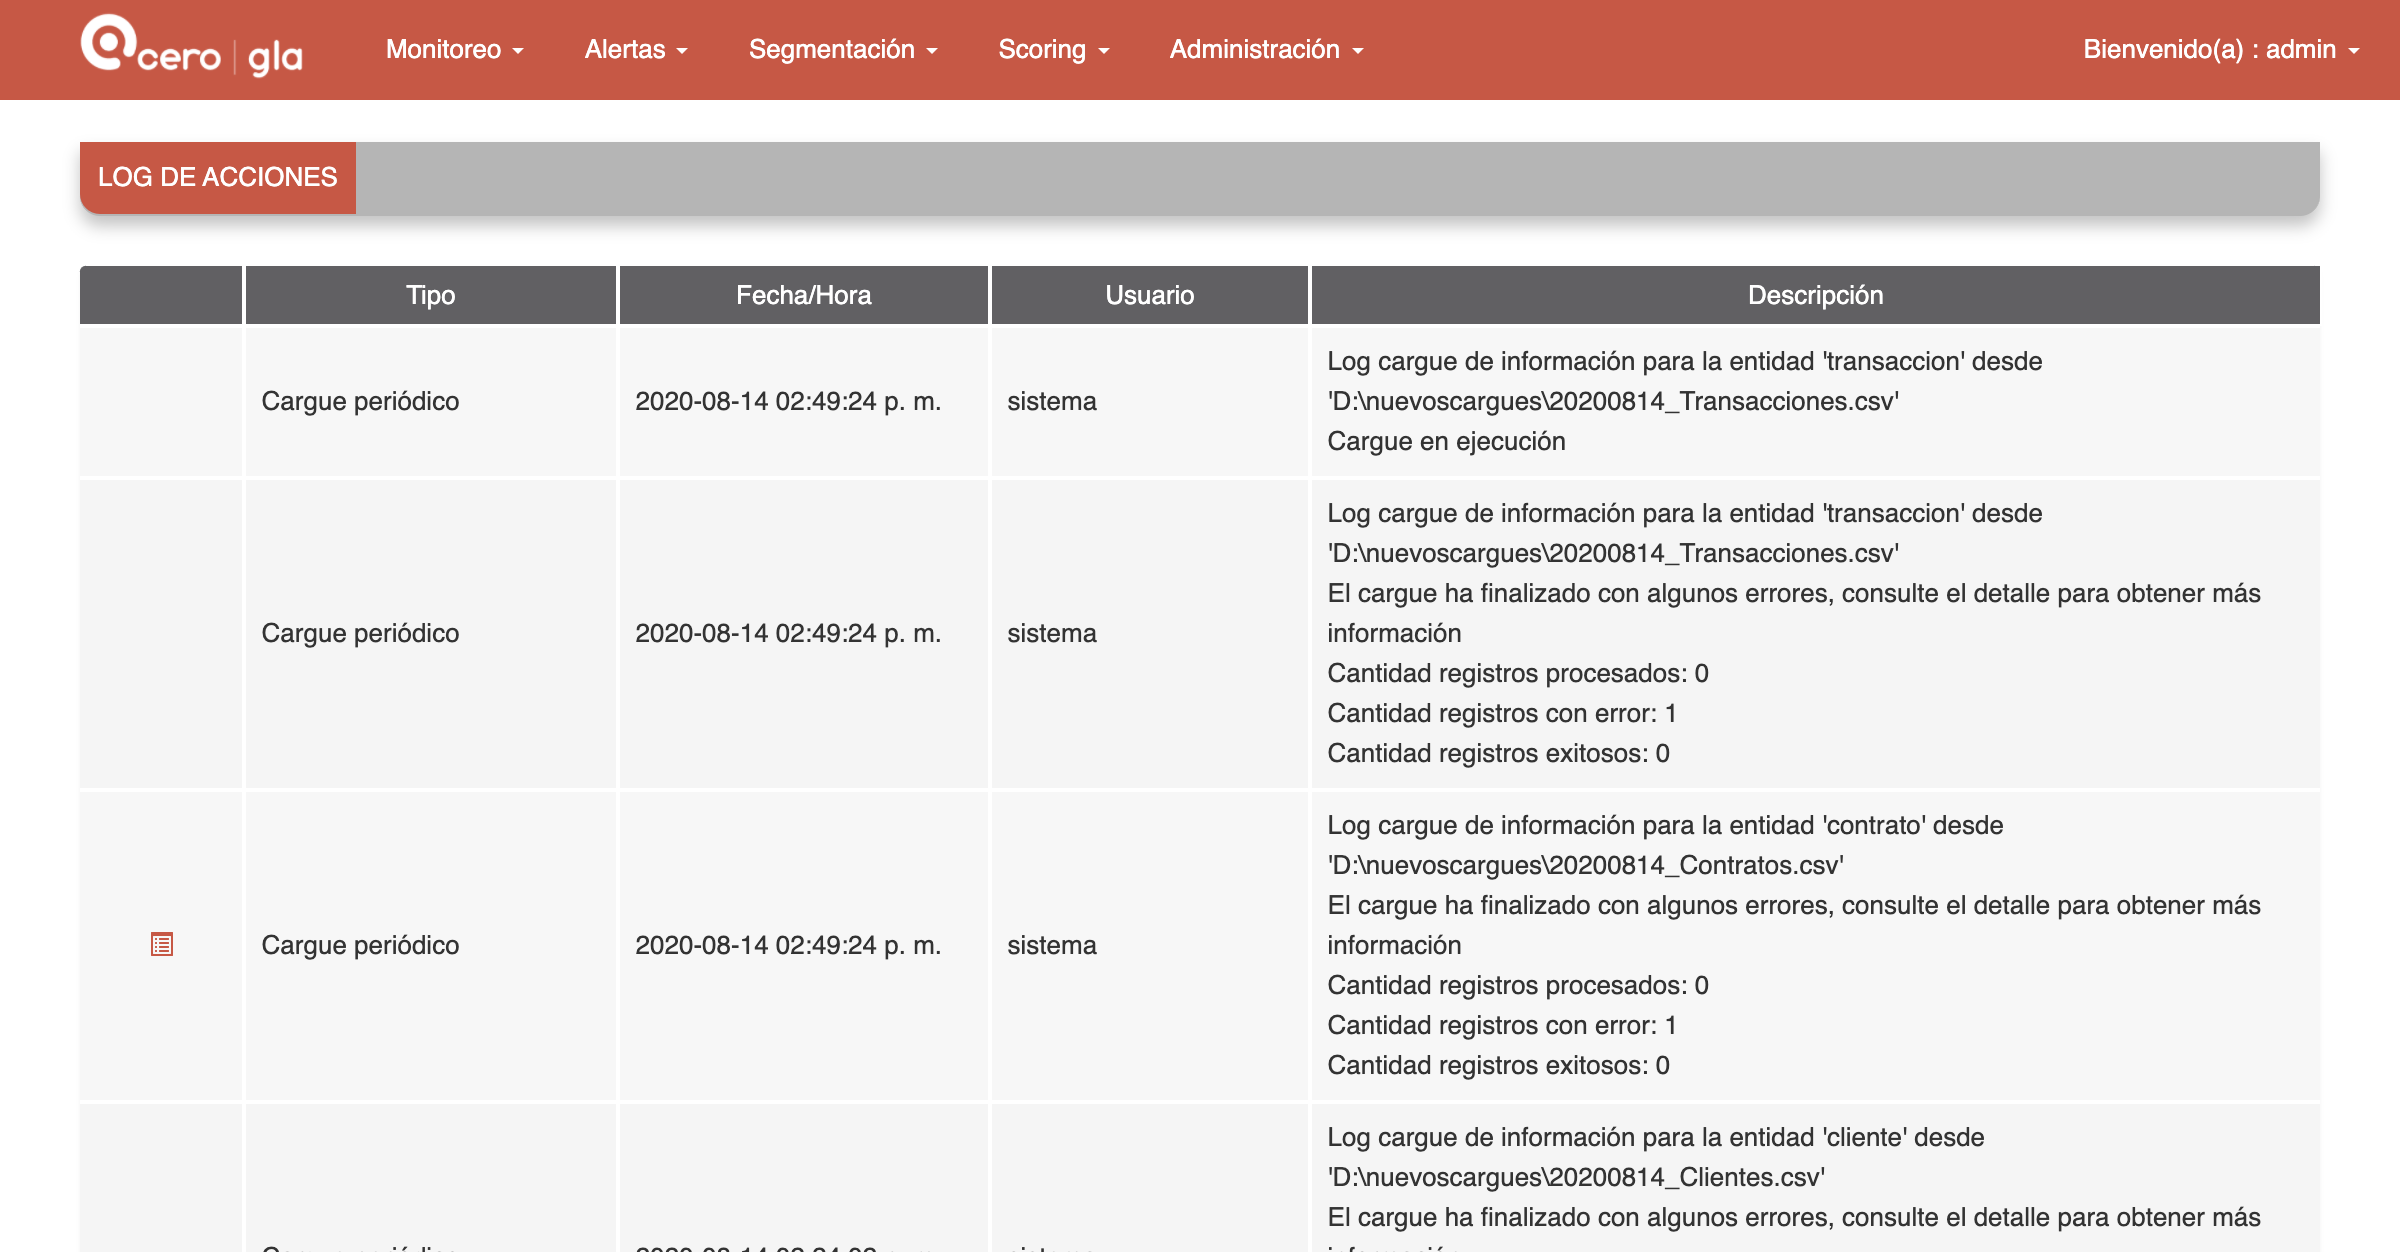 @cero | gla
Monitoreo
Alertas
Segmentación
Scoring
Administración
Bienvenido(a) : admin
LOG DE ACCIONES
Tipo
Fecha/Hora
Usuario
Descripción
Cargue periódico
2020-08-14 02:49:24 p. m.
sistema
Log cargue de información para la entidad 'transaccion' desde
'D:\nuevoscargues\20200814_Transacciones.csv'
Cargue en ejecución
Cargue periódico
2020-08-14 02:49:24 p. m.
sistema
Log cargue de información para la entidad 'transaccion' desde
'D:\nuevoscargues\20200814_Transacciones.csv'
El cargue ha finalizado con algunos errores, consulte el detalle para obtener más
información
Cantidad registros procesados: 0
Cantidad registros con error: 1
Cantidad registros exitosos: 0
Cargue periódico
2020-08-14 02:49:24 p. m.
sistema
Log cargue de información para la entidad 'contrato' desde
'D:\nuevoscargues\20200814_Contratos.csv'
El cargue ha finalizado con algunos errores, consulte el detalle para obtener más
información
Cantidad registros procesados: 0
Cantidad registros con error: 1
Cantidad registros exitosos: 0
Log cargue de información para la entidad 'cliente' desde
'D:\nuevoscargues\20200814_Clientes.csv'
El cargue ha finalizado con algunos errores, consulte el detalle para obtener más